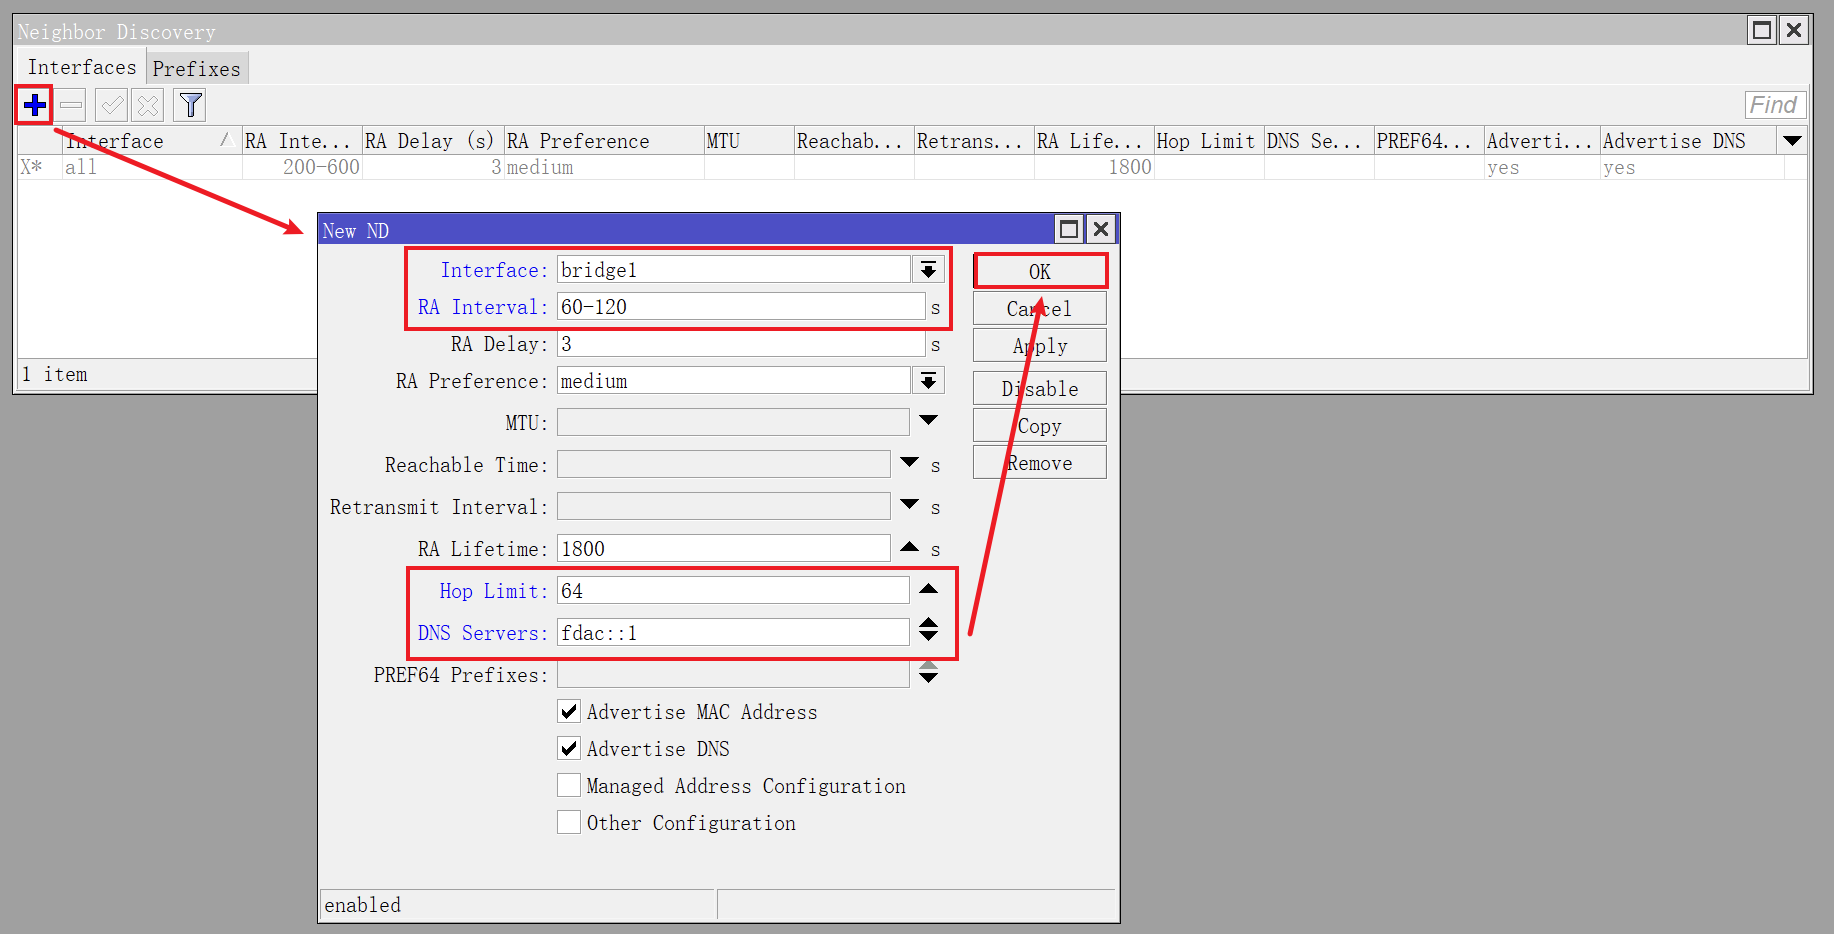 Neighbor Discovery
Interfaces Prefixes
Find
Interface RA Inte... RA Delay (s) RA Preference MTU Reachab... Retrans... RA Life... Hop Limit DNS Se... PREF64... Adverti... Advertise DNS
X* all 200-600 3 medium 1800 yes yes
1 item
New ND
Interface: bridge1
RA Interval: 60-120 s
RA Delay: 3 s
RA Preference: medium
MTU:
Reachable Time: s
Retransmit Interval: s
RA Lifetime: 1800 s
Hop Limit: 64
DNS Servers: fdac::1
PREF64 Prefixes:
Advertise MAC Address
Advertise DNS
Managed Address Configuration
Other Configuration
OK
Cancel
Apply
Disable
Copy
Remove
enabled